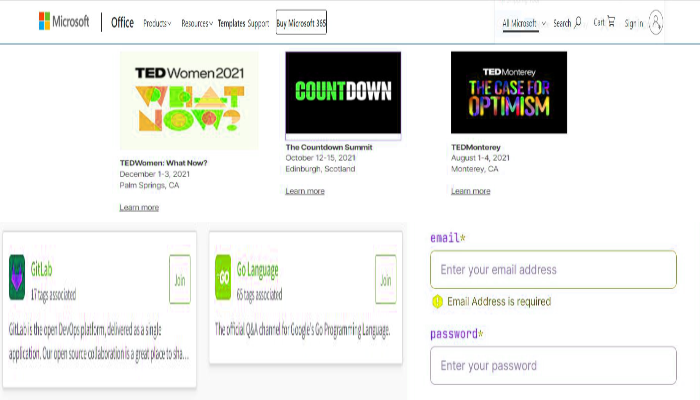 Microsoft Office Products Resources Templates Support Buy Microsoft 365 All Microsoft Search Cart Sign in
TEDWomen2021
WHAT
NOW?
TEDWomen: What Now?
December 1-3, 2021
Palm Springs, CA
Learn more
COUNTDOWN
The Countdown Summit
October 12-15, 2021
Edinburgh, Scotland
Learn more
TEDMonterey
THE CASE FOR
OPTIMISM
TEDMonterey
August 1-4, 2021
Monterey, CA
Learn more
GitLab
17 tags associated
Join
GitLab is the open DevOps platform, delivered as a single
application. Our open source collaboration is a great place to sha...
GO
Go Language
65 tags associated
Join
The official Q&A channel for Google's Go Programming Language.
email*
Enter your email address
Email Address is required
password*
Enter your password